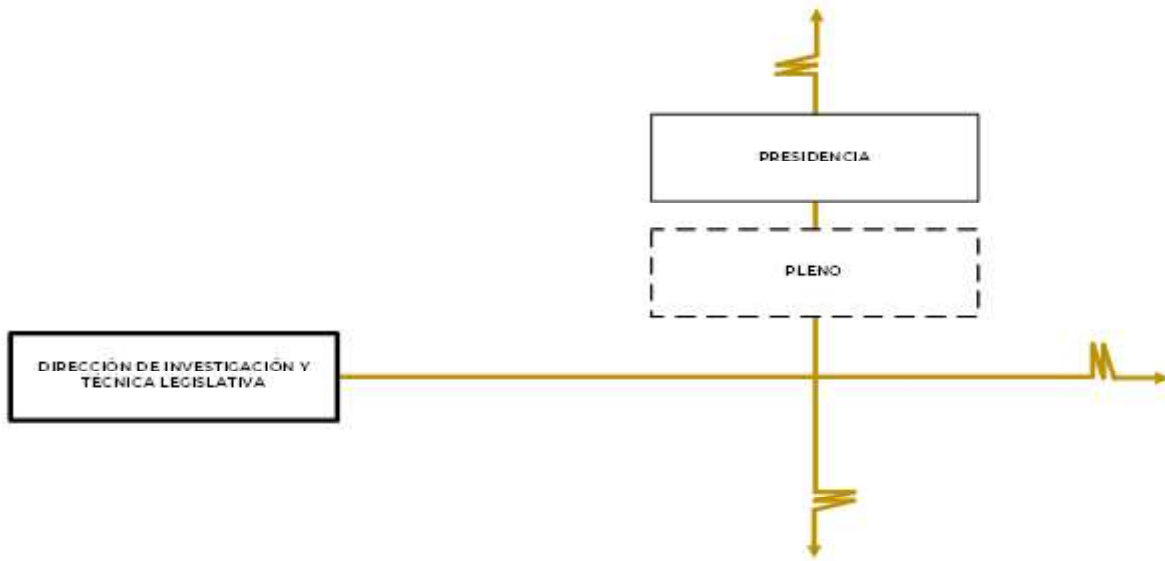 PRESIDENCIA
PLENO
DIRECCIÓN DE INVESTIGACIÓN Y
TÉCNICA LEGISLATIVA